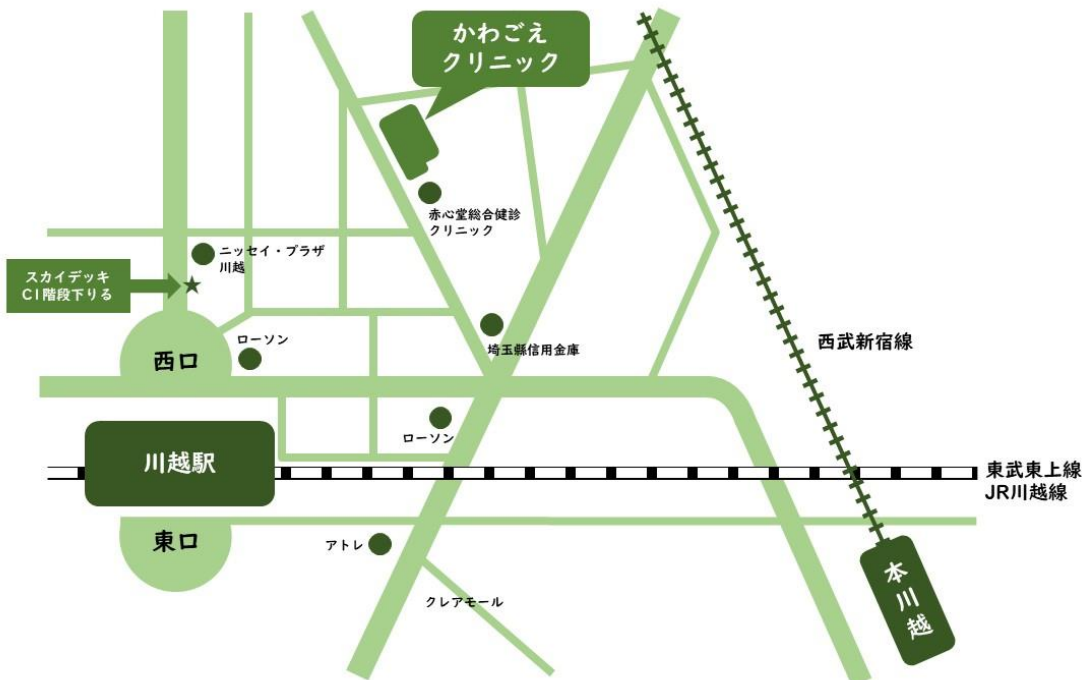 かわごえ
クリニック
赤心堂総合健診
クリニック
ニッセイ・プラザ
川越
スカイデッキ
C1階段下りる
西口
ローソン
埼玉縣信用金庫
西武新宿線
ローソン
川越駅
東武東上線
JR川越線
東口
アトレ
クレアモール
本川越